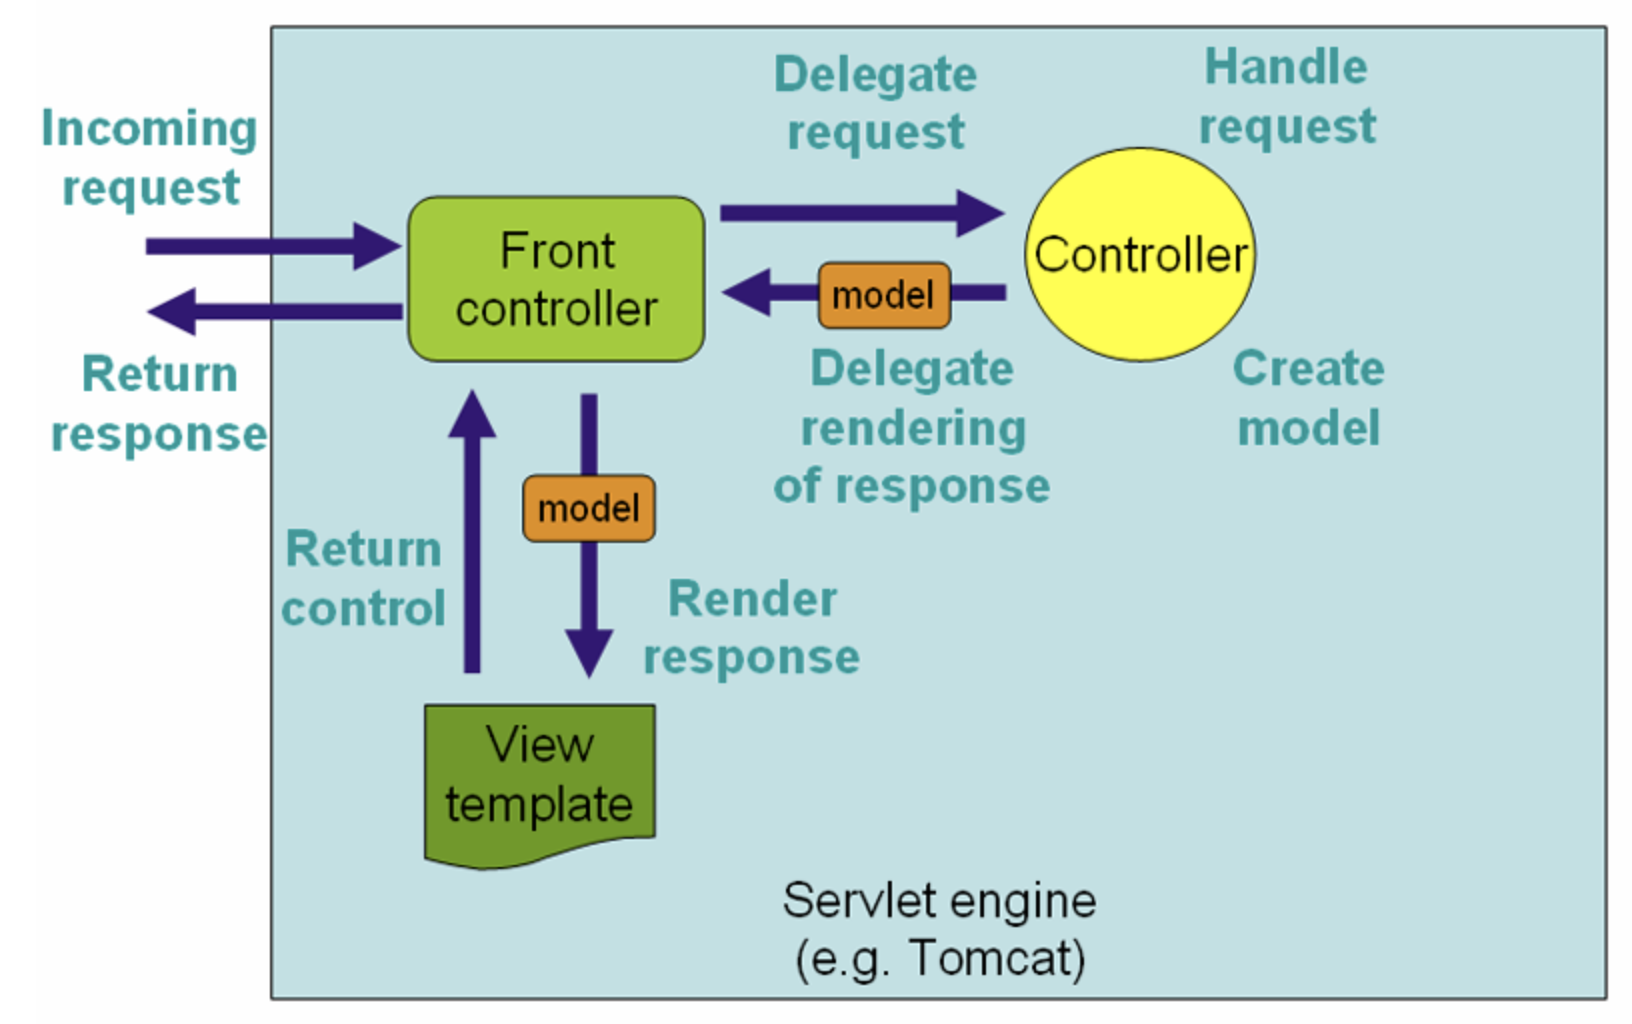 Incoming
request
Return
response
Front
controller
Delegate
request
Handle
request
Controller
model
Delegate
rendering
of response
Create
model
Return
control
model
Render
response
View
template
Servlet engine
(e.g. Tomcat)